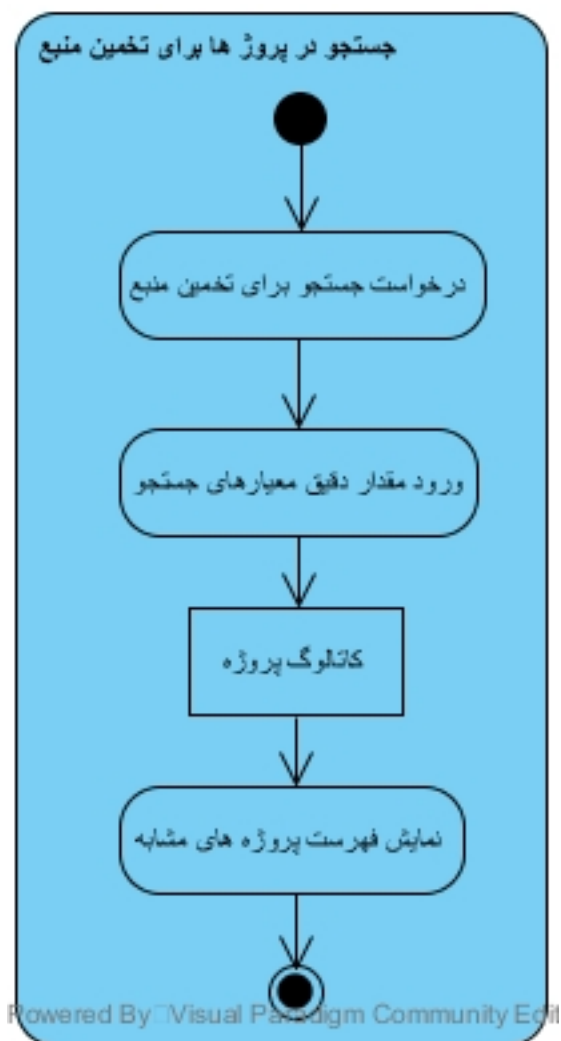 جستجو در پروژ ها برای تخمین منبع
درخواست جستجو برای تخمین منبع
ورود مقدار دقیق معیارهای جستجو
کاتالوگ پروژه
نمایش فهرست پروژه های مشابه
Powered By Visual Paradigm Community Edit